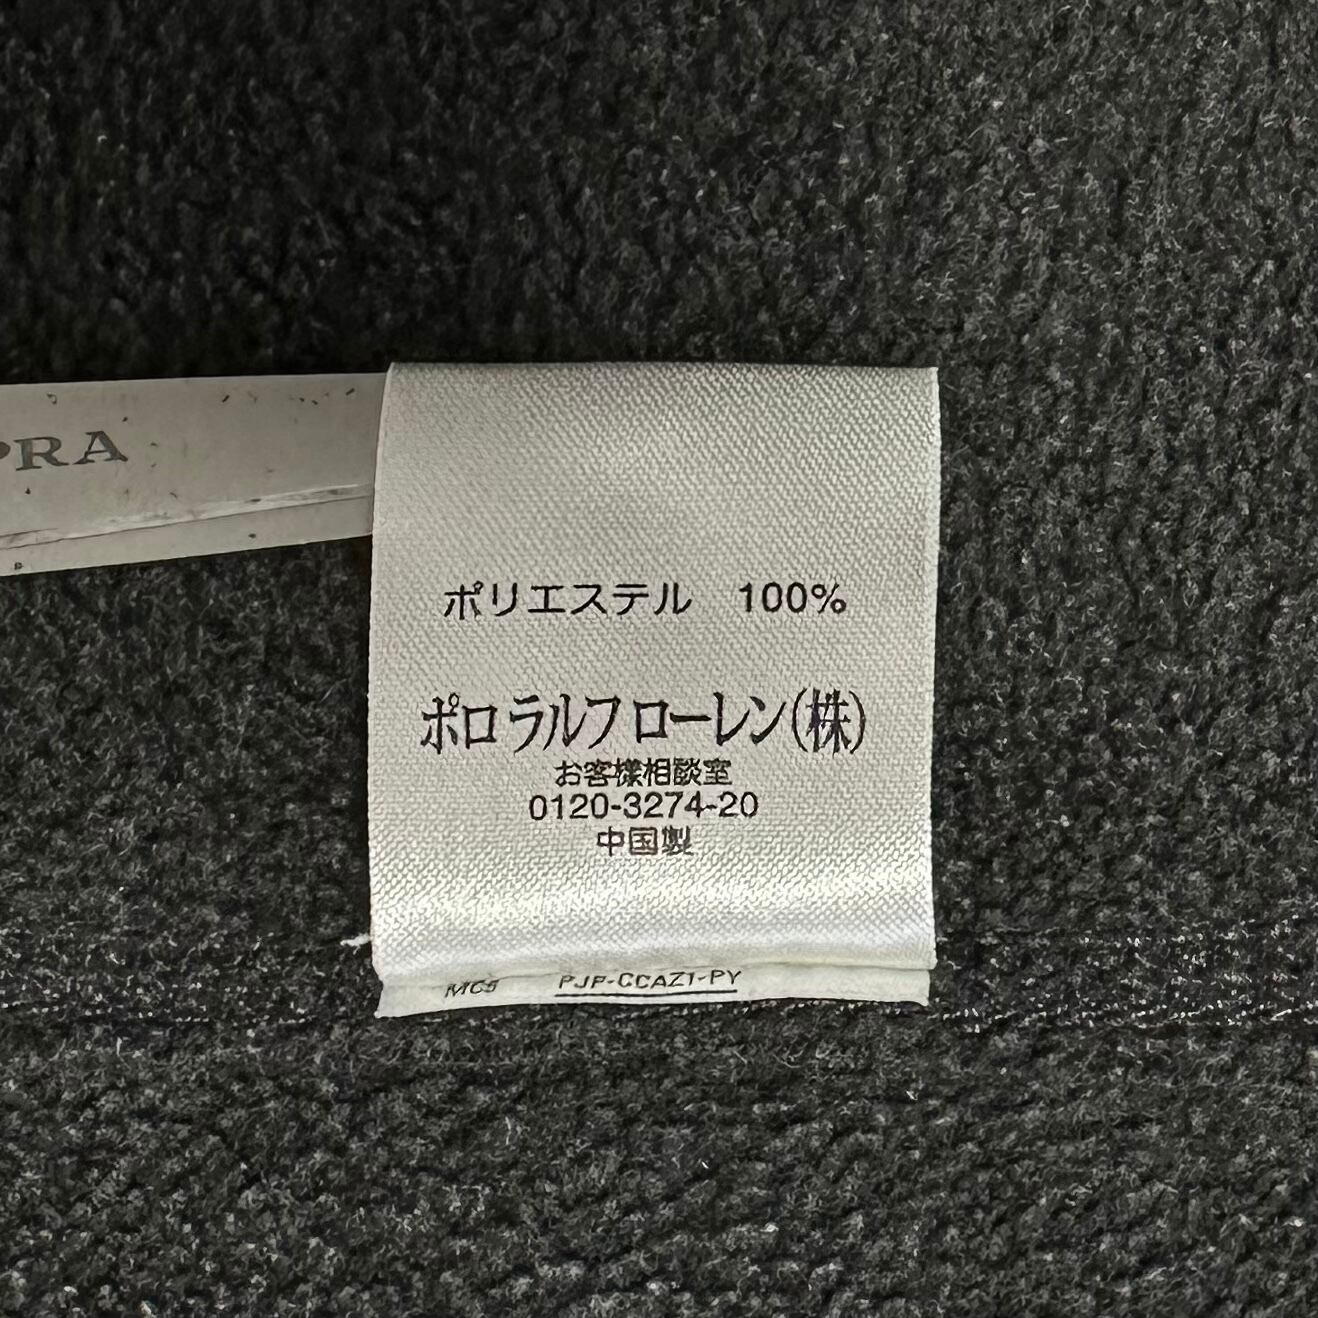 PRA
ポリエステル 100%
ポロ ラルフ ローレン(株)
お客様相談室
0120-3274-20
中国製
MC5 PJP-CCAZ1-PY